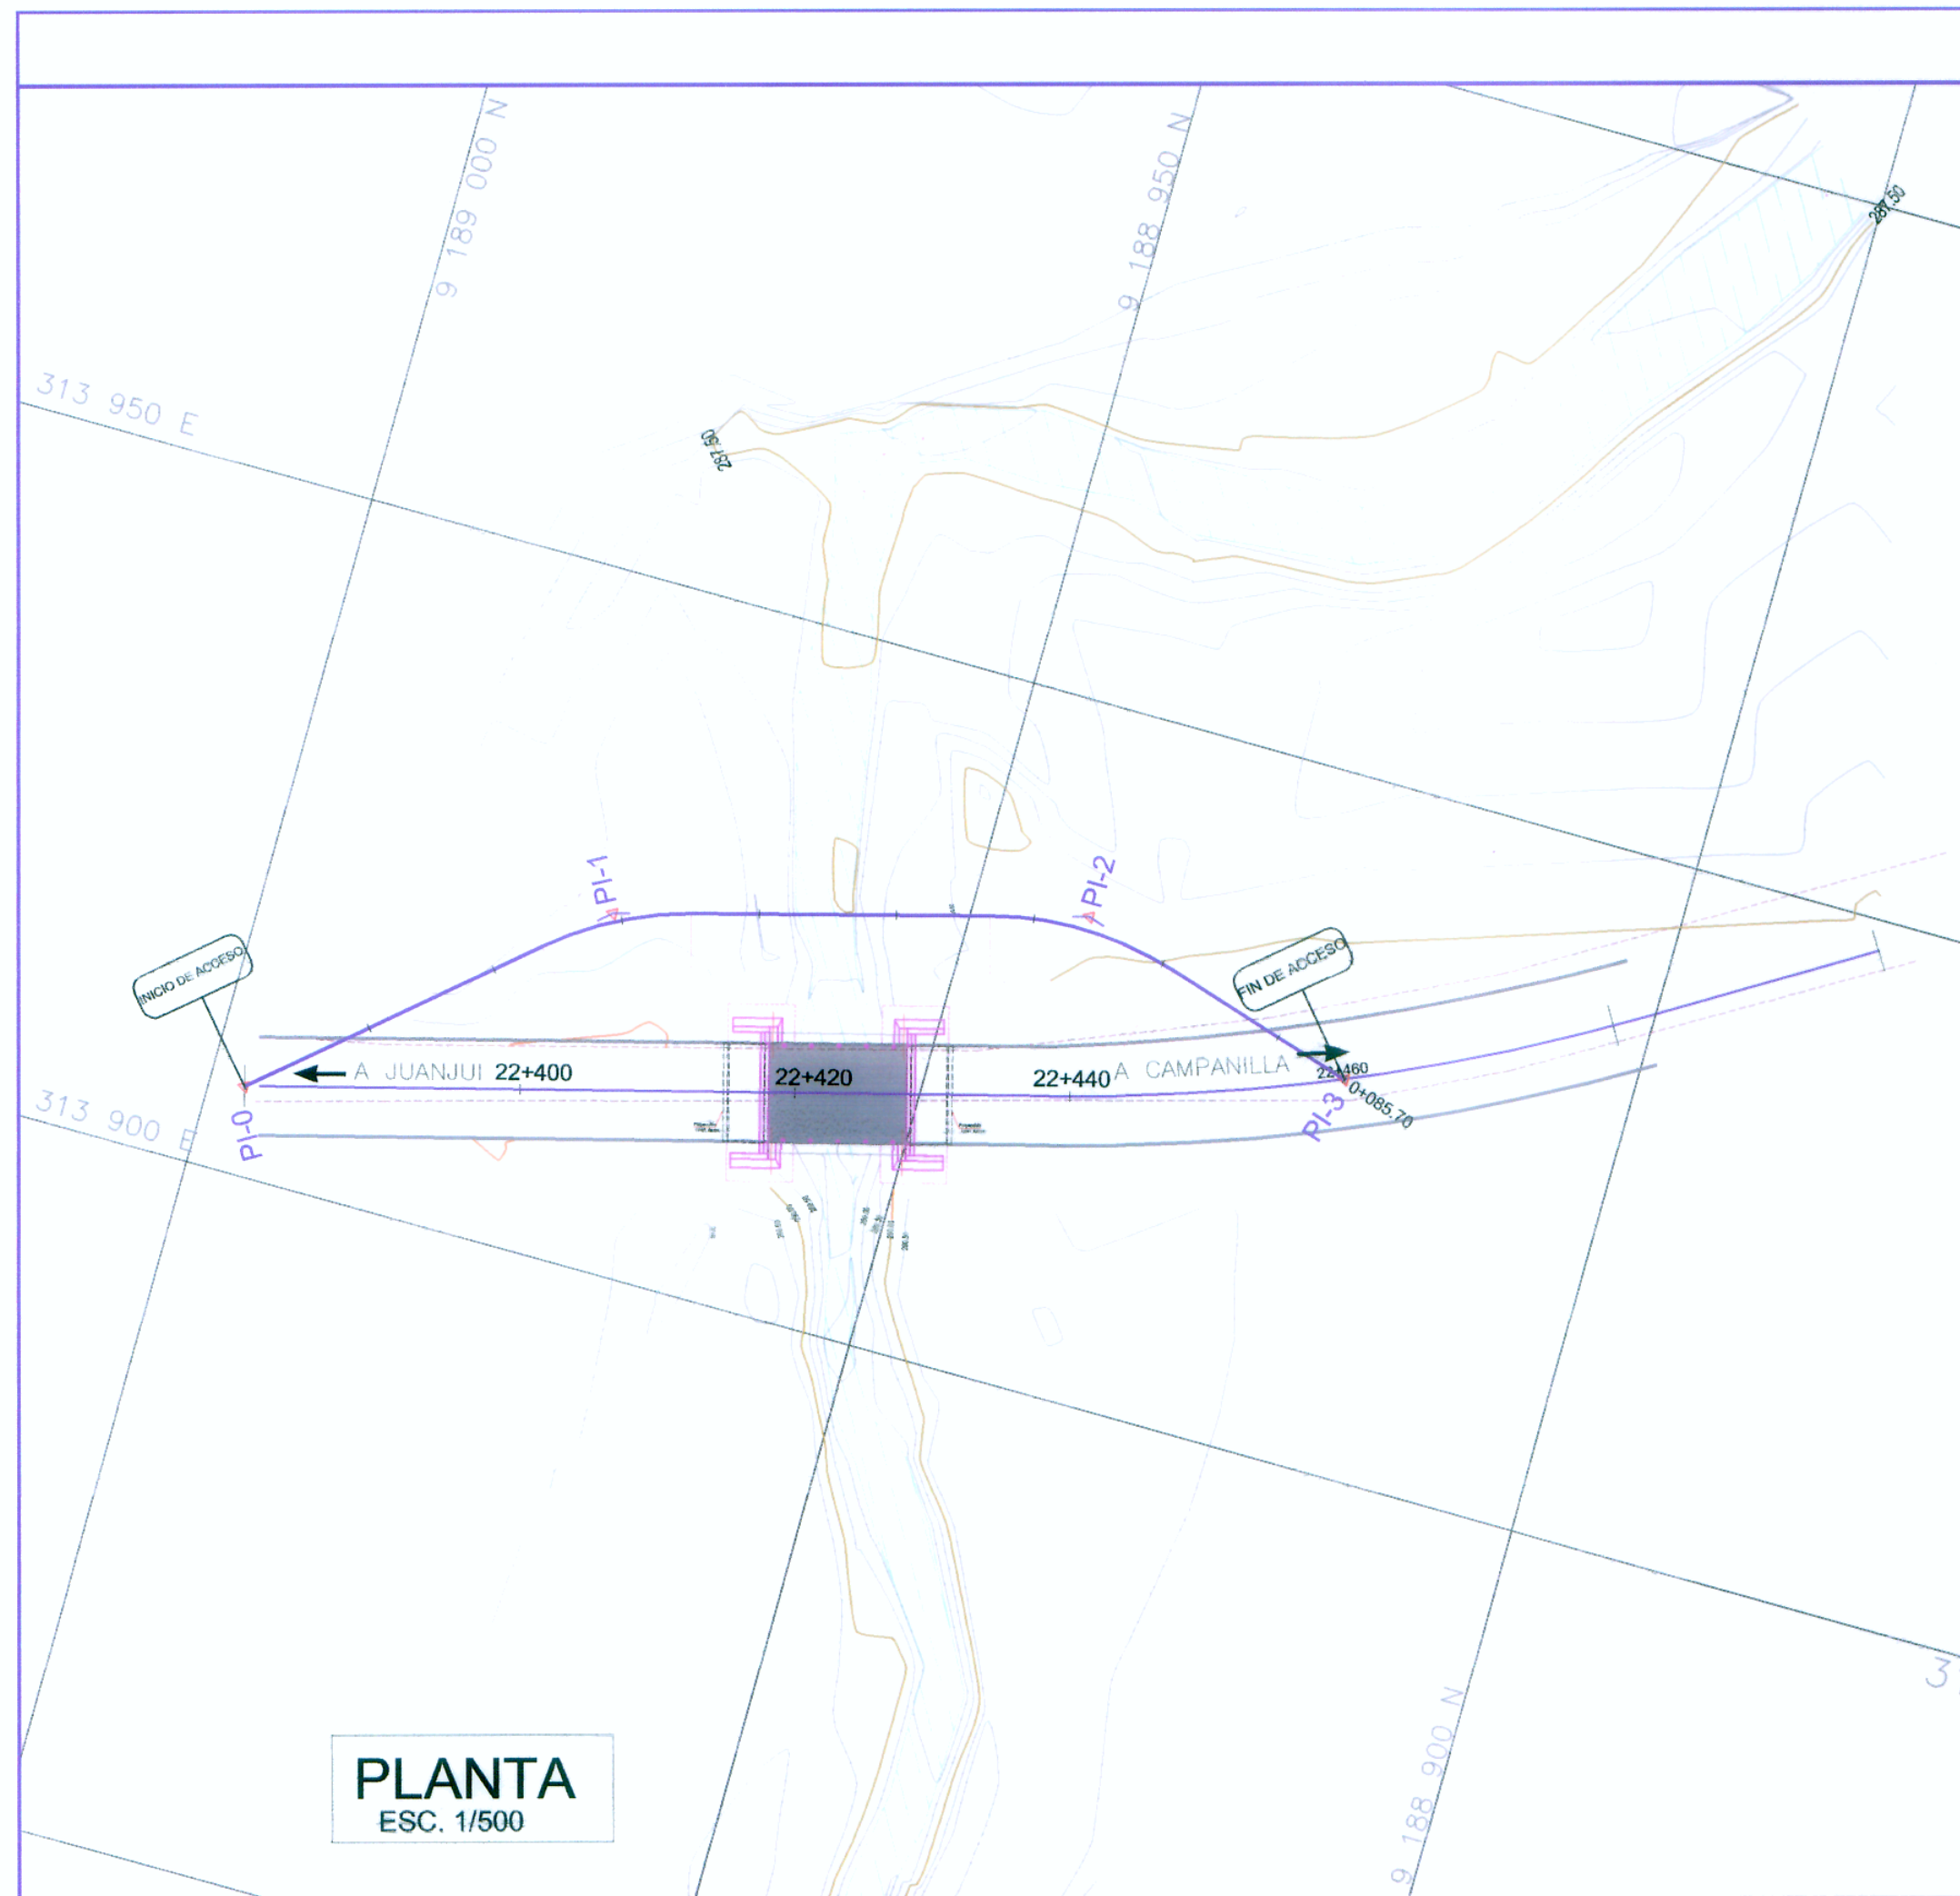 9 189 000 N
9 188 950 N
287.50
313 950 E
287.50
PI-1
PI-2
INICIO DE ACCESO
FIN DE ACCESO
A JUANJUI 22+400
22+420
22+440 A CAMPANILLA
22+460
0+085.70
PI-0
PI-3
313 900 E
PLANTA
ESC. 1/500
9 188 900 N